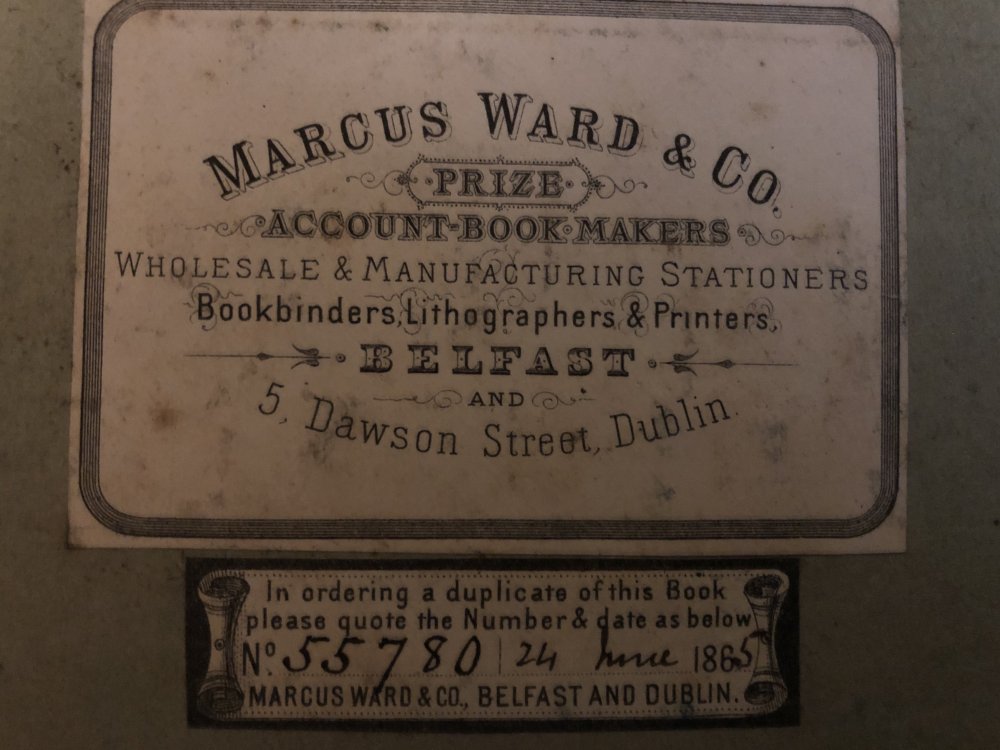 MARCUS WARD & CO.
PRIZE
ACCOUNT-BOOK MAKERS
WHOLESALE & MANUFACTURING STATIONERS
Bookbinders, Lithographers & Printers,
BELFAST
AND
5, Dawson Street, Dublin.
In ordering a duplicate of this Book
please quote the Number & date as below
No. 55780 | 24 June 1865
MARCUS WARD & CO., BELFAST AND DUBLIN.